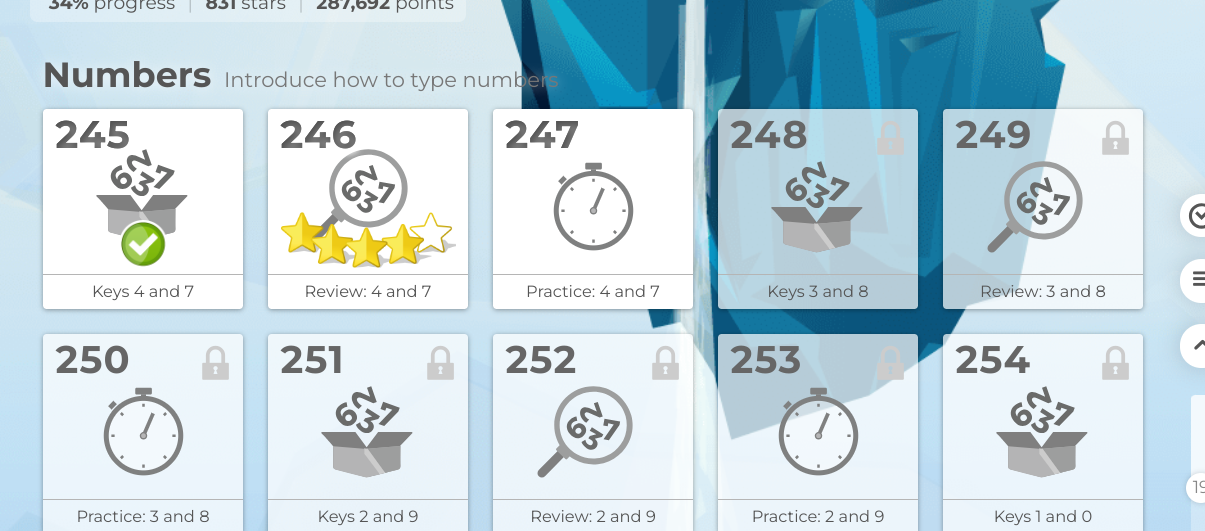 34% progress | 831 stars | 287,692 points
Numbers Introduce how to type numbers
245 246 247 248 249
Keys 4 and 7 Review: 4 and 7 Practice: 4 and 7 Keys 3 and 8 Review: 3 and 8
250 251 252 253 254
Practice: 3 and 8 Keys 2 and 9 Review: 2 and 9 Practice: 2 and 9 Keys 1 and 0